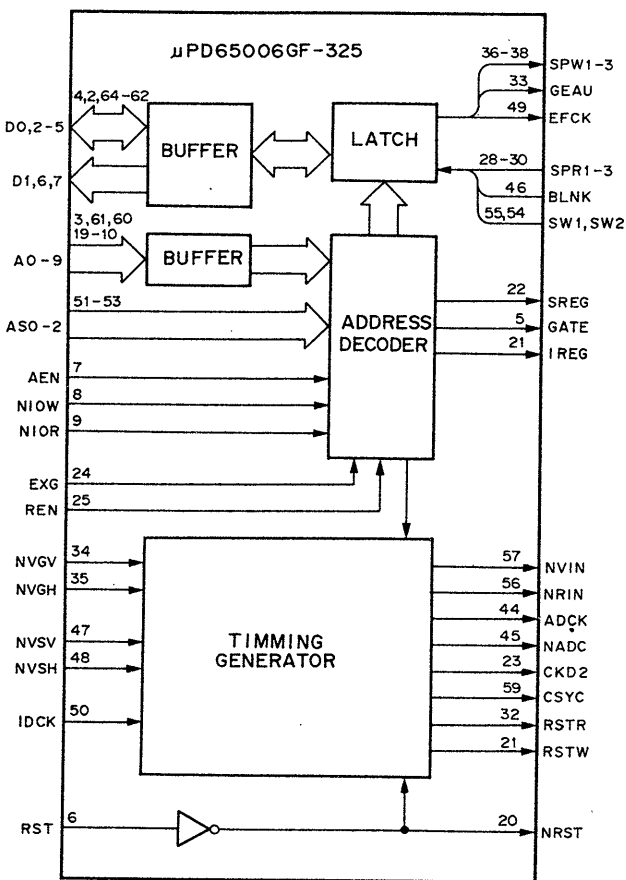 µPD65006GF-325
4,2,64-62
D0,2-5
D1,6,7
BUFFER
LATCH
36-38
SPW1-3
33
GEAU
49
EFCK
28-30
SPR1-3
46
BLNK
55,54
SW1,SW2
3,61,60
19-10
A0-9
BUFFER
51-53
AS0-2
ADDRESS
DECODER
22
SREG
5
GATE
21
IREG
7
AEN
8
NIOW
9
NIOR
24
EXG
25
REN
34
NVGV
35
NVGH
47
NVSV
48
NVSH
50
IDCK
TIMMING
GENERATOR
57
NVIN
56
NRIN
44
ADCK
45
NADC
23
CKD2
59
CSYC
32
RSTR
21
RSTW
6
RST
20
NRST